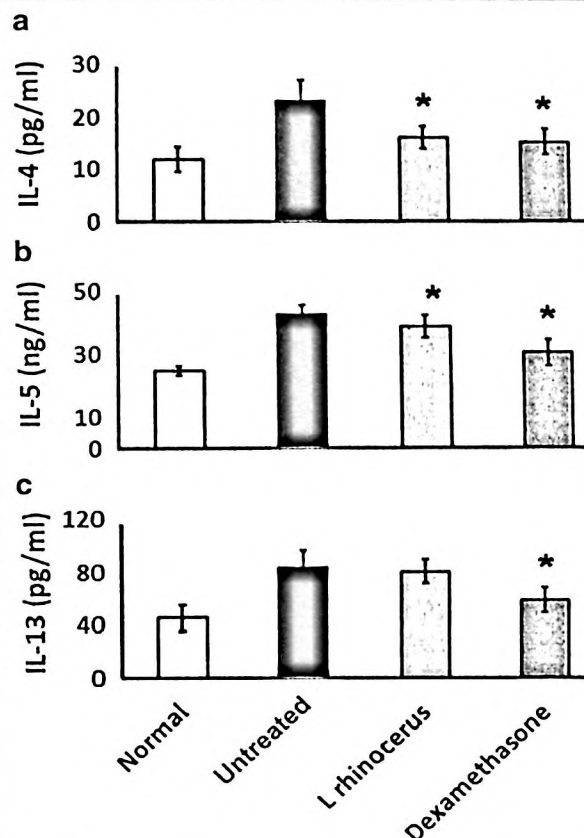 a
IL-4 (pg/ml)
30
20
10
0
*
*
b
IL-5 (ng/ml)
50
30
10
0
*
*
c
IL-13 (pg/ml)
120
80
40
0
*
Normal
Untreated
L rhinocerus
Dexamethasone